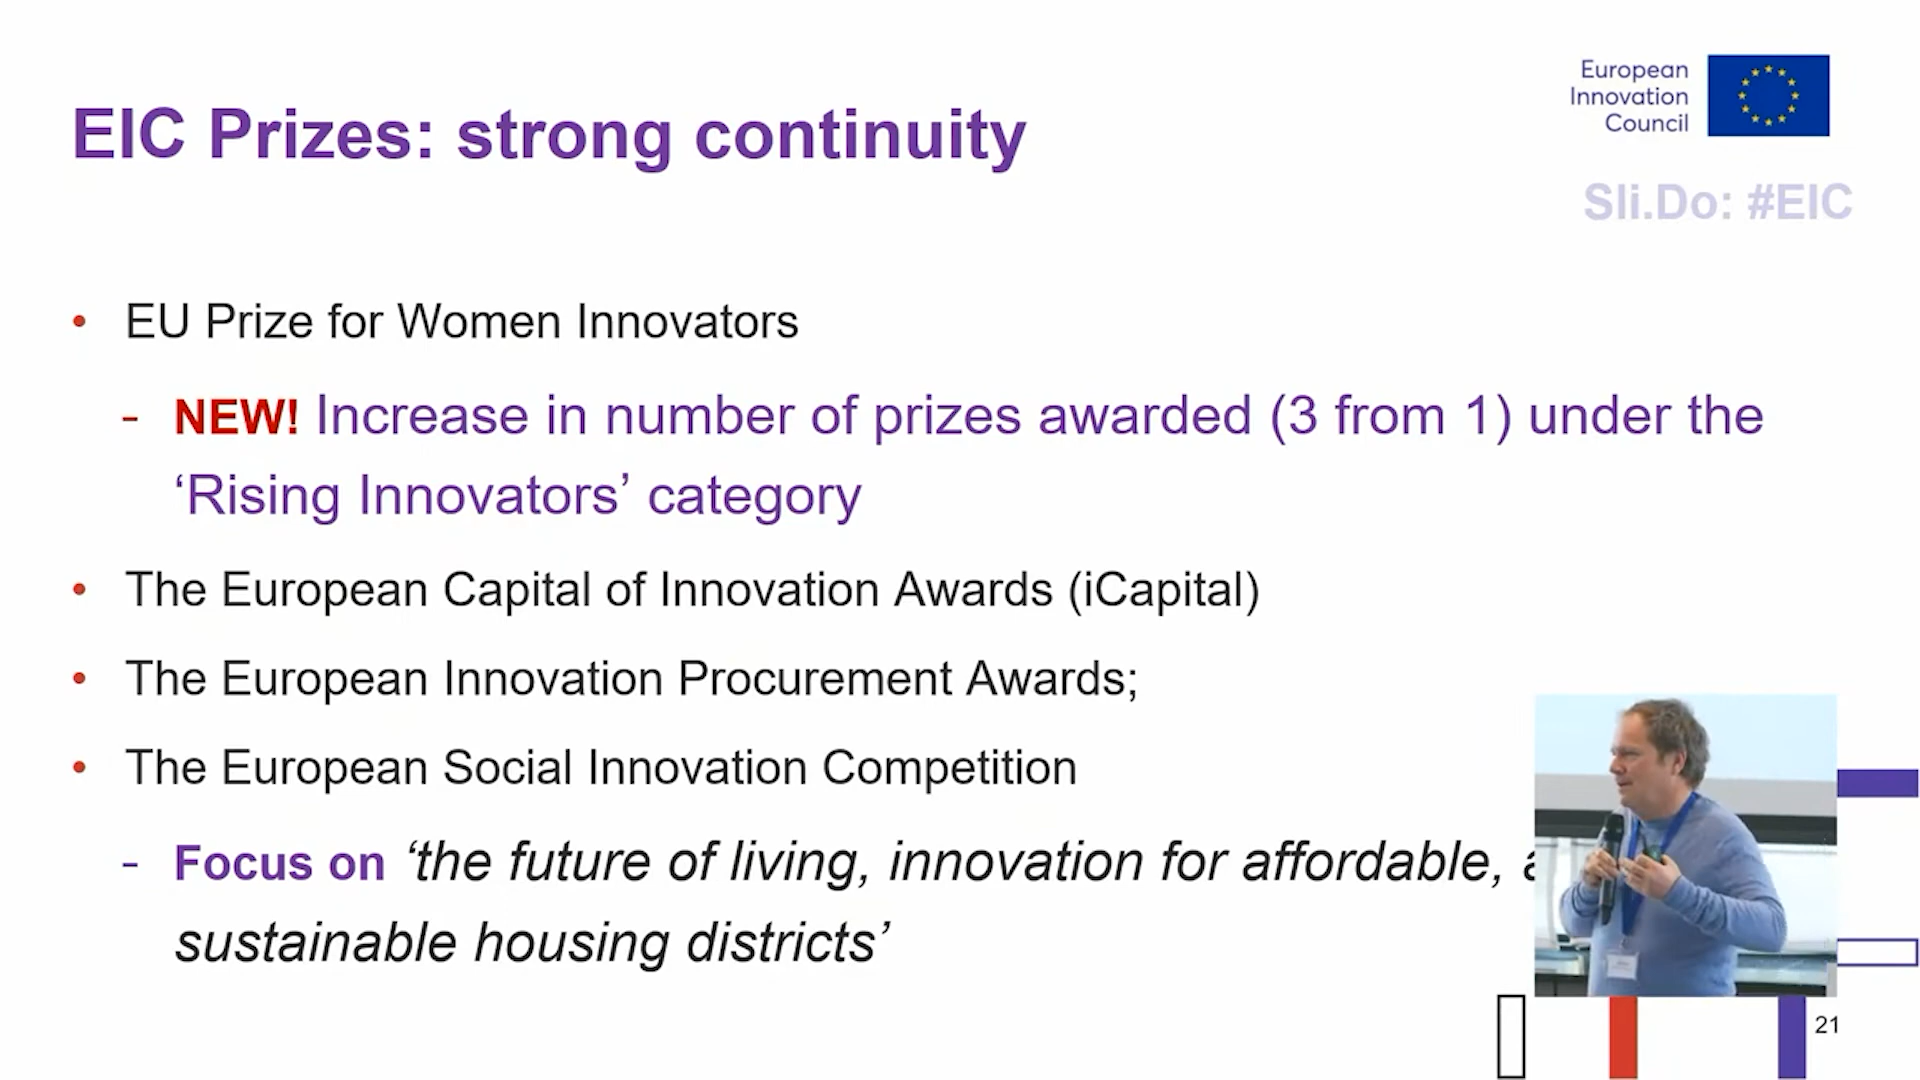 European
Innovation
Council
EIC Prizes: strong continuity
Sli.Do: #EIC
• EU Prize for Women Innovators
- NEW! Increase in number of prizes awarded (3 from 1) under the
‘Rising Innovators’ category
• The European Capital of Innovation Awards (iCapital)
• The European Innovation Procurement Awards;
• The European Social Innovation Competition
- Focus on ‘the future of living, innovation for affordable,
sustainable housing districts’
21